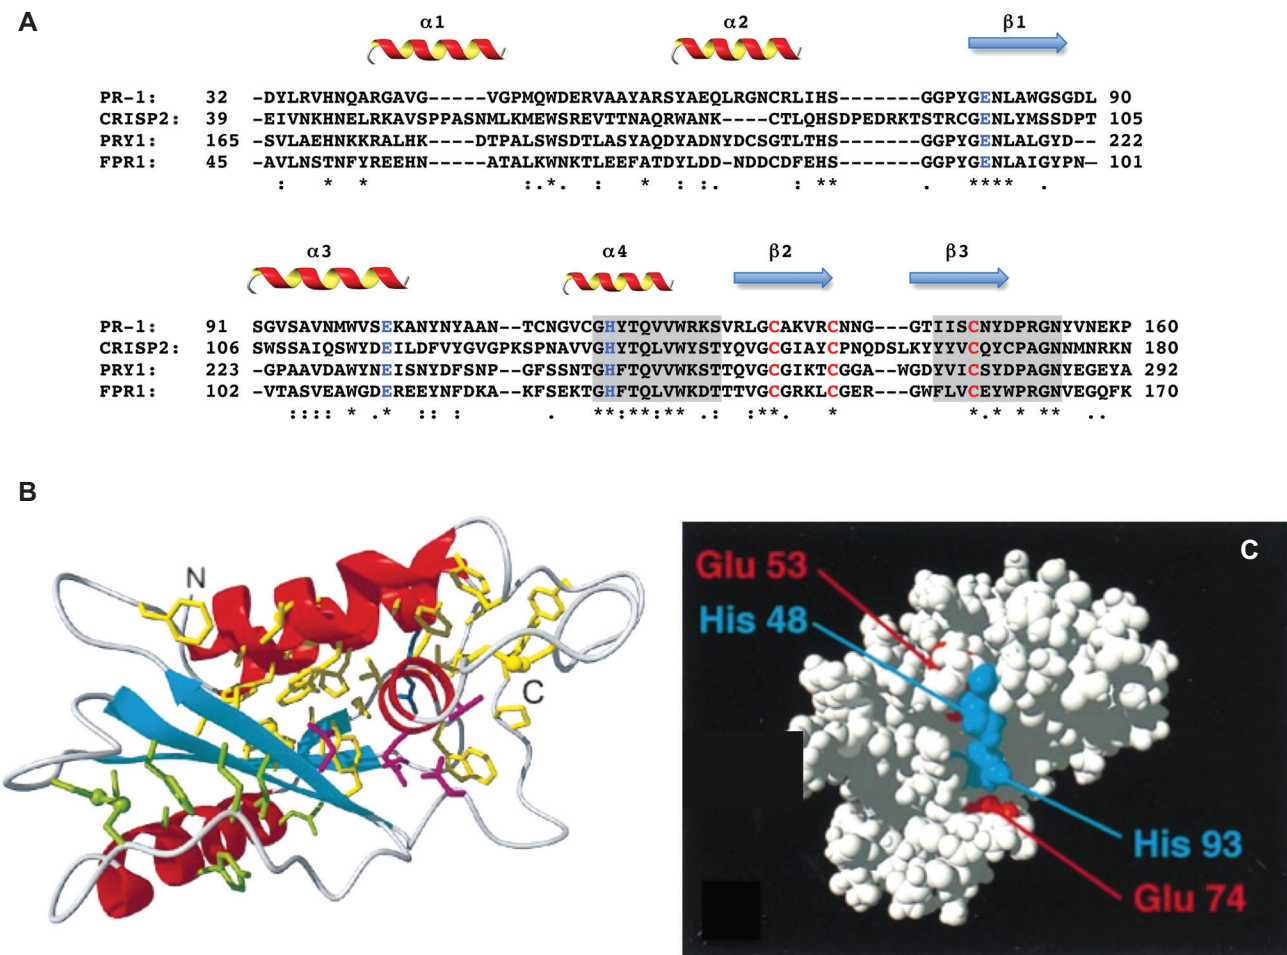 A
α1 α2 β1
PR-1: 32 -DYLRVHNQARGAVG-----VGPMQWDERVAAYARSYAEQLRGNCRLIHS-------GGPYGENLAWGSGDL 90
CRISP2: 39 -EIVNKHNELRKAVSPPASNMLKMEWSREVTTNAQRWANK----CTLQHSDPEDRKTSTRCGENLYMSSDPT 105
PRY1: 165 -SVLAEHNKKRALHK----DTPALSWSDTLASYAQDYADNYDCSGTLTHS-------GGPYGENLALGYD-- 222
FPR1: 45 -AVLNSTNFYREEHN----ATALKWNKTLEEFATDYLDD-NDDCDFEHS-------GGPYGENLAIGYPN— 101
: * * :.*. : * : :. : ** . **** .
α3 α4 β2 β3
PR-1: 91 SGVSAVNMWVSEKANYNYAAN--TCNGVCGHYTQVVWRKSVRLGCAKVRCNNG---GTIISCNYDPRGNYVNEKP 160
CRISP2: 106 SWSSAIQSWYDEILDFVYGVGPKSPNAVVGHYTQLVWYSTYQVGCGIAYCPNQDSLKYYYVCQYCPAGNNMNRKN 180
PRY1: 223 -GPAAVDAWYNEISNYDFSNP--GFSSNTGHFTQVVWKSTTQVGCGIKTCGGA--WGDYVICSYDPAGNYEGEYA 292
FPR1: 102 -VTASVEAWGDEREEYNFDKA--KFSEKTGHFTQLVWKDTTTVGCGRKLCGER---GWFLVCEYWPRGNVEGQFK 170
:::: * .* :: : . **:**:** .: :**. * *.* * ** ..
B
N
C
C
Glu 53
His 48
His 93
Glu 74